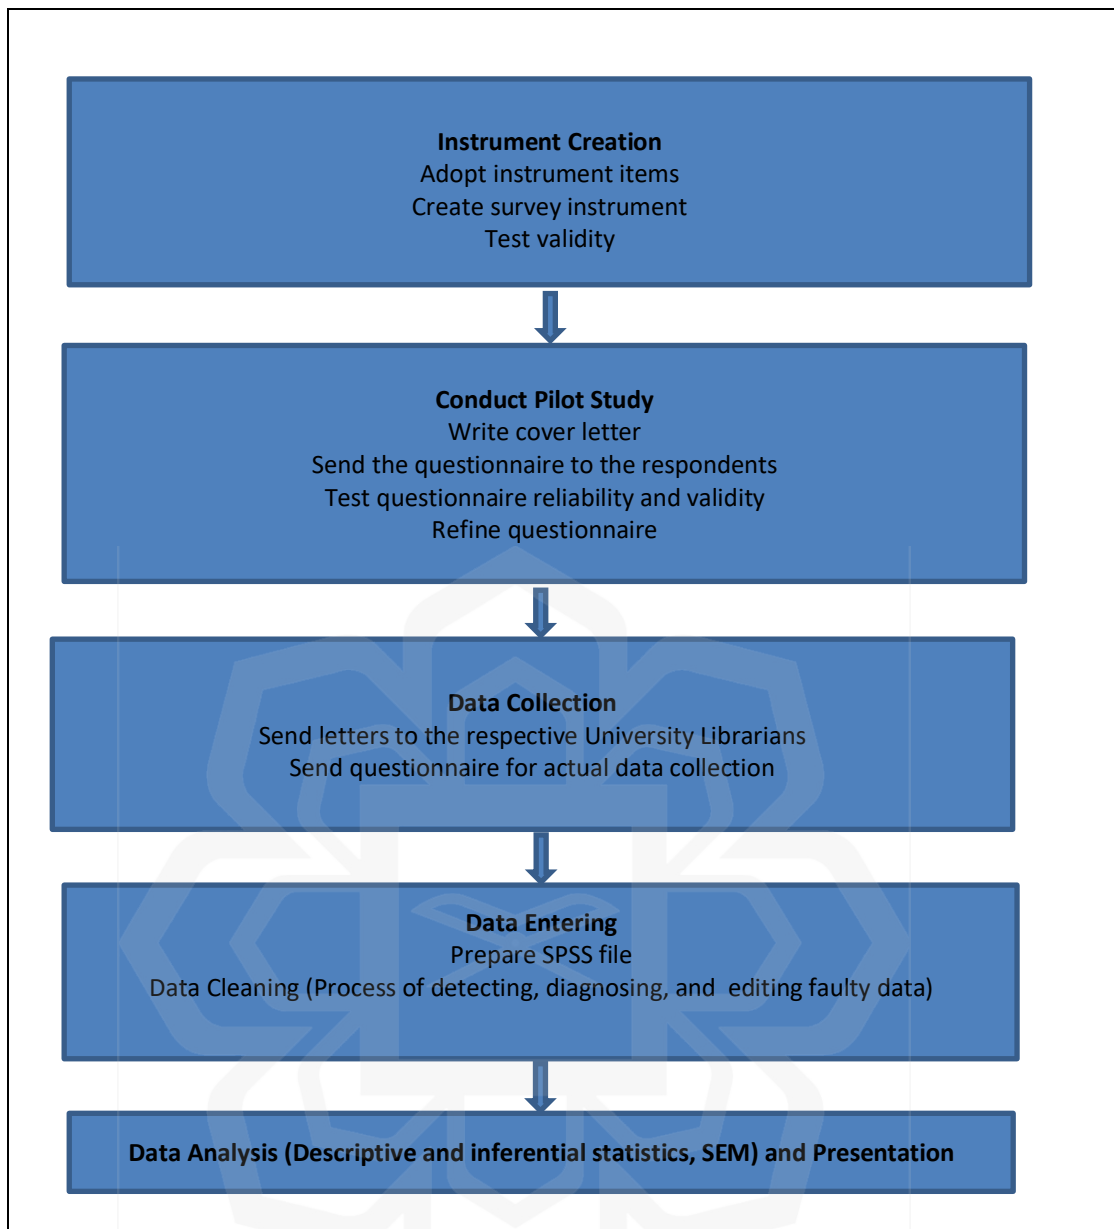 Instrument Creation
Adopt instrument items
Create survey instrument
Test validity
Conduct Pilot Study
Write cover letter
Send the questionnaire to the respondents
Test questionnaire reliability and validity
Refine questionnaire
Data Collection
Send letters to the respective University Librarians
Send questionnaire for actual data collection
Data Entering
Prepare SPSS file
Data Cleaning (Process of detecting, diagnosing, and  editing faulty data)
Data Analysis (Descriptive and inferential statistics, SEM) and Presentation